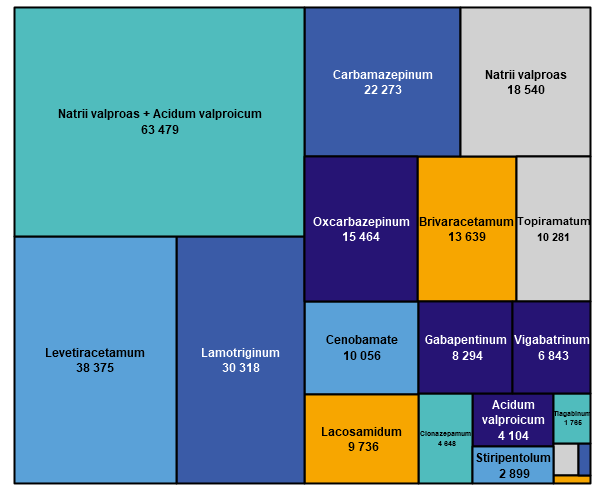 Natrii valproas + Acidum valproicum
63 479
Carbamazepinum
22 273
Natrii valproas
18 540
Oxcarbazepinum
15 464
Brivaracetamum
13 639
Topiramatum
10 281
Levetiracetamum
38 375
Lamotriginum
30 318
Cenobamate
10 056
Gabapentinum
8 294
Vigabatrinum
6 843
Lacosamidum
9 736
Clonazepamum
4 648
Acidum
valproicum
4 104
Tiagabinum
1 765
Stiripentolum
2 899